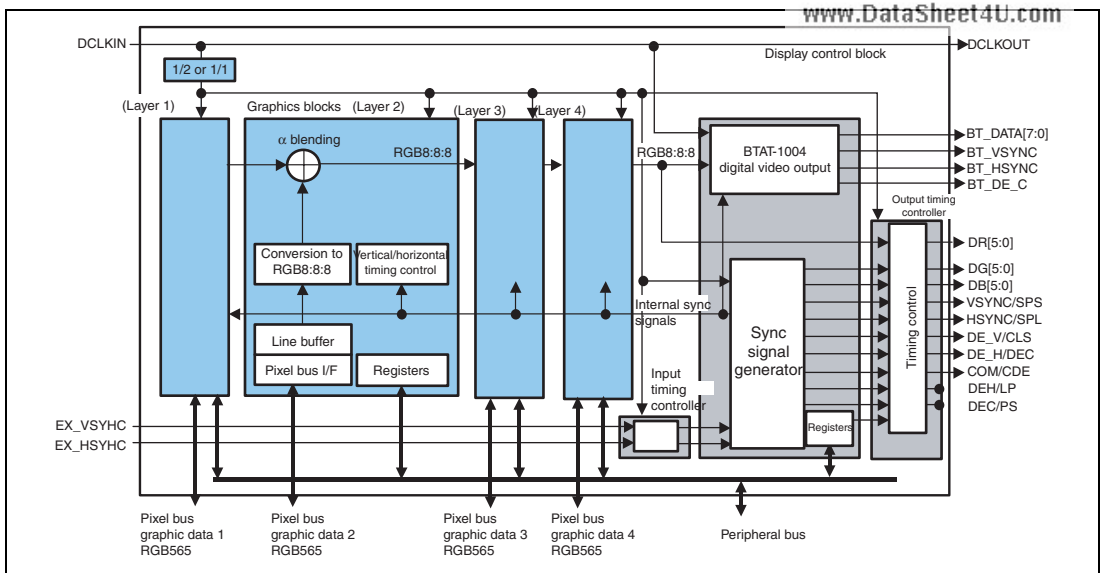 www.DataSheet4U.com
DCLKIN
DCLKOUT
Display control block
1/2 or 1/1
(Layer 1)
Graphics blocks
(Layer 2)
(Layer 3)
(Layer 4)
α blending
RGB8:8:8
RGB8:8:8
BTAT-1004
digital video output
BT_DATA[7:0]
BT_VSYNC
BT_HSYNC
BT_DE_C
Output timing
controller
Conversion to
RGB8:8:8
Vertical/horizontal
timing control
DR[5:0]
DG[5:0]
DB[5:0]
VSYNC/SPS
HSYNC/SPL
DE_V/CLS
DE_H/DEC
COM/CDE
DEH/LP
DEC/PS
Internal sync
signals
Sync
signal
generator
Timing control
Line buffer
Pixel bus I/F
Registers
Input
timing
controller
Registers
EX_VSYHC
EX_HSYHC
Pixel bus
graphic data 1
RGB565
Pixel bus
graphic data 2
RGB565
Pixel bus
graphic data 3
RGB565
Pixel bus
graphic data 4
RGB565
Peripheral bus